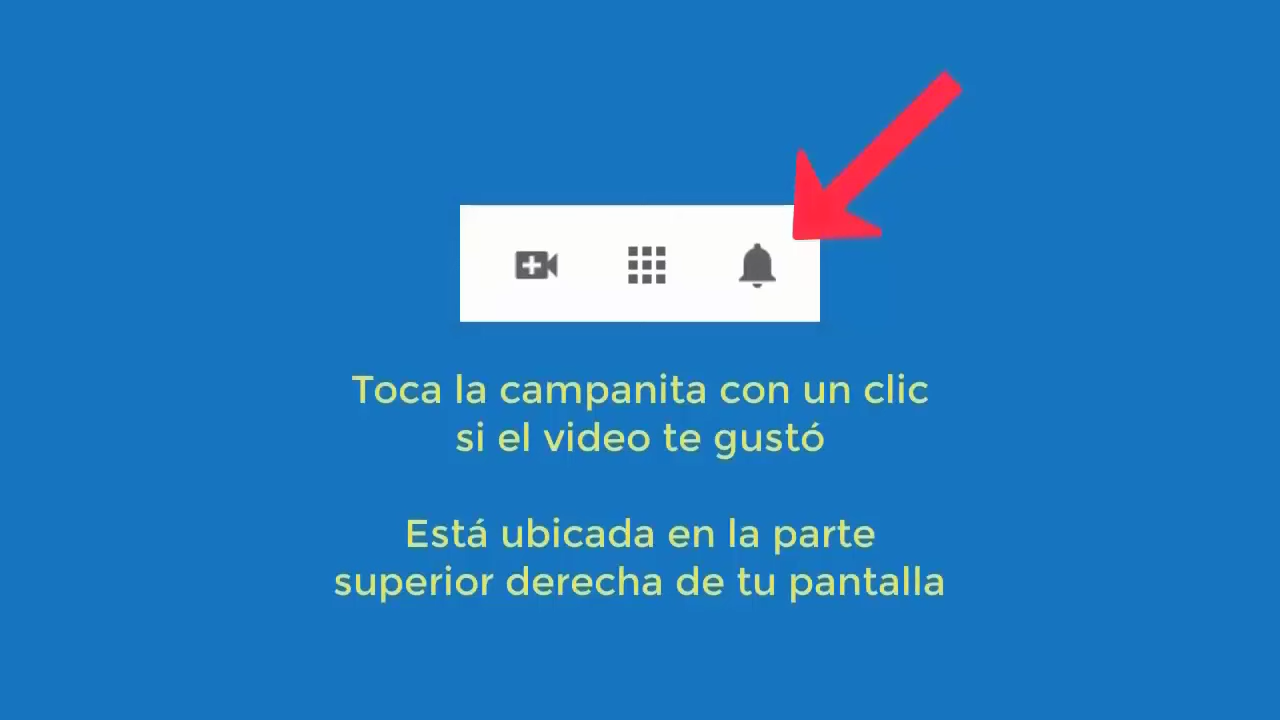 Toca la campanita con un clic
si el video te gustó
Está ubicada en la parte
superior derecha de tu pantalla